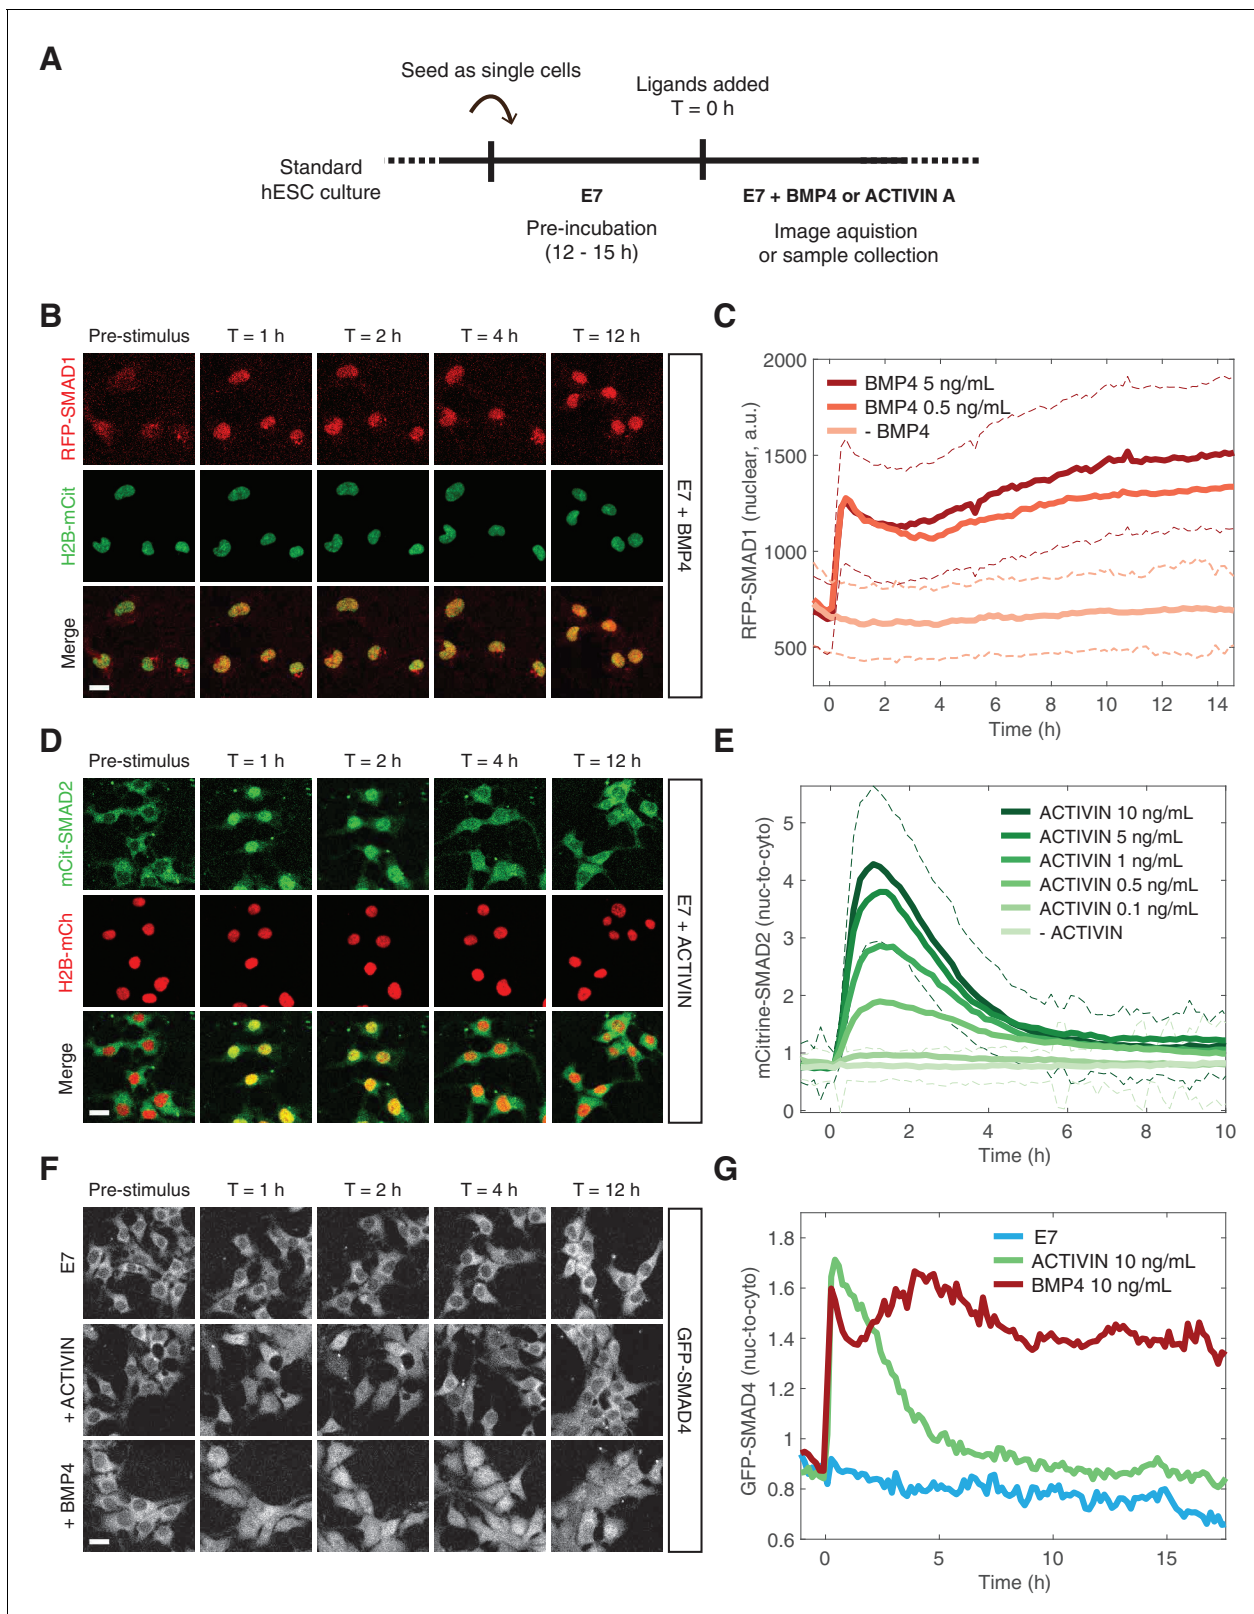 A
Seed as single cells
Ligands added
T = 0 h
Standard
hESC culture
E7
E7 + BMP4 or ACTIVIN A
Pre-incubation
(12 - 15 h)
Image aquistion
or sample collection
B
Pre-stimulus
T = 1 h
T = 2 h
T = 4 h
T = 12 h
RFP-SMAD1
H2B-mCit
Merge
E7 + BMP4
C
2000
1500
1000
500
RFP-SMAD1 (nuclear, a.u.)
BMP4 5 ng/mL
BMP4 0.5 ng/mL
- BMP4
0
2
4
6
8
10
12
14
Time (h)
D
Pre-stimulus
T = 1 h
T = 2 h
T = 4 h
T = 12 h
mCit-SMAD2
H2B-mCh
Merge
E7 + ACTIVIN
E
5
4
3
2
1
0
mCitrine-SMAD2 (nuc-to-cyto)
ACTIVIN 10 ng/mL
ACTIVIN 5 ng/mL
ACTIVIN 1 ng/mL
ACTIVIN 0.5 ng/mL
ACTIVIN 0.1 ng/mL
- ACTIVIN
0
2
4
6
8
10
Time (h)
F
Pre-stimulus
T = 1 h
T = 2 h
T = 4 h
T = 12 h
E7
+ ACTIVIN
+ BMP4
GFP-SMAD4
G
1.8
1.6
1.4
1.2
1
0.8
0.6
GFP-SMAD4 (nuc-to-cyto)
E7
ACTIVIN 10 ng/mL
BMP4 10 ng/mL
0
5
10
15
Time (h)